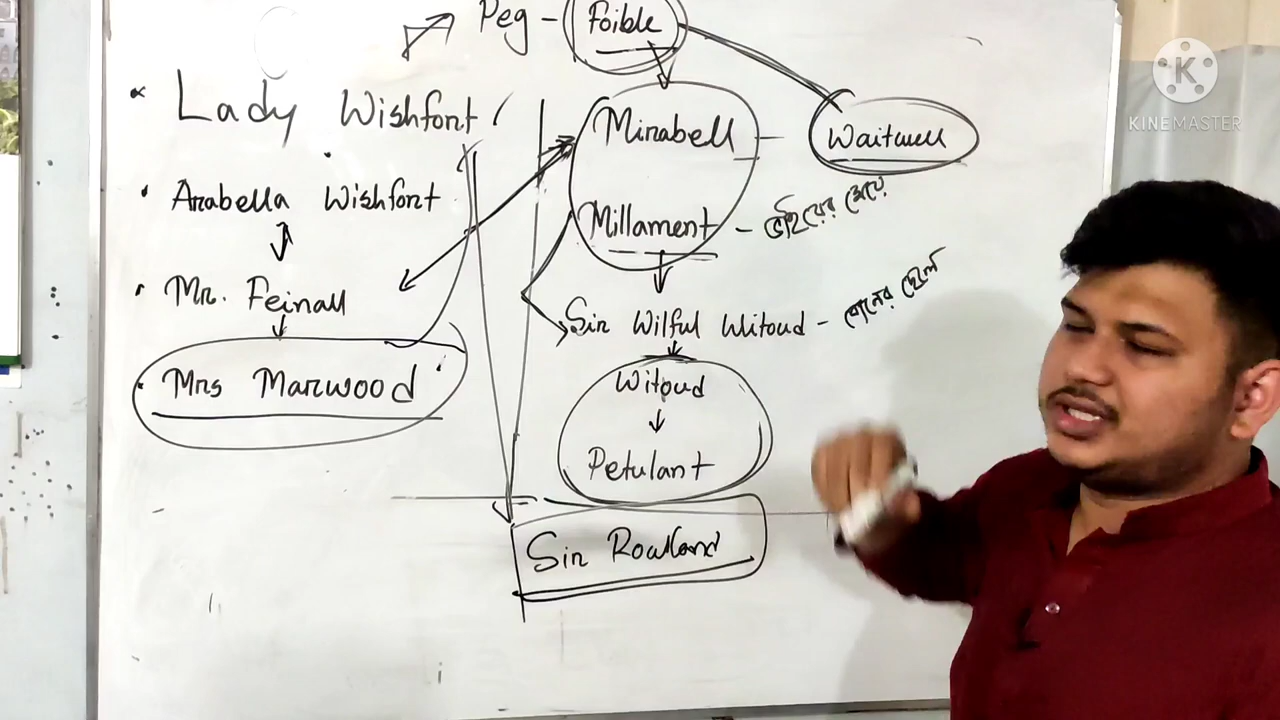 Peg - Foible
Lady Wishfort
Mirabell - Waitwell
Arabella Wishfort
Millament - ভাইয়ের মেয়ে
Mr. Feinall
Sir Wilful Witoud - বোনের ছেলে
Mrs Marwood
Witoud
Petulant
Sir Rowland
K
KINEMASTER